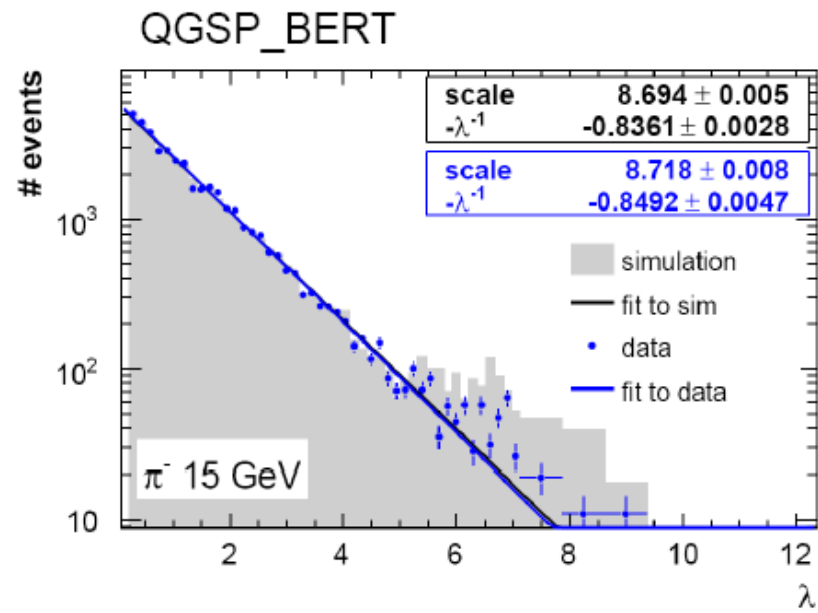 QGSP_BERT
# events
10³
10²
10
scale 8.694 ± 0.005
-λ⁻¹ -0.8361 ± 0.0028
scale 8.718 ± 0.008
-λ⁻¹ -0.8492 ± 0.0047
simulation
fit to sim
data
fit to data
π⁻ 15 GeV
2 4 6 8 10 12
λ